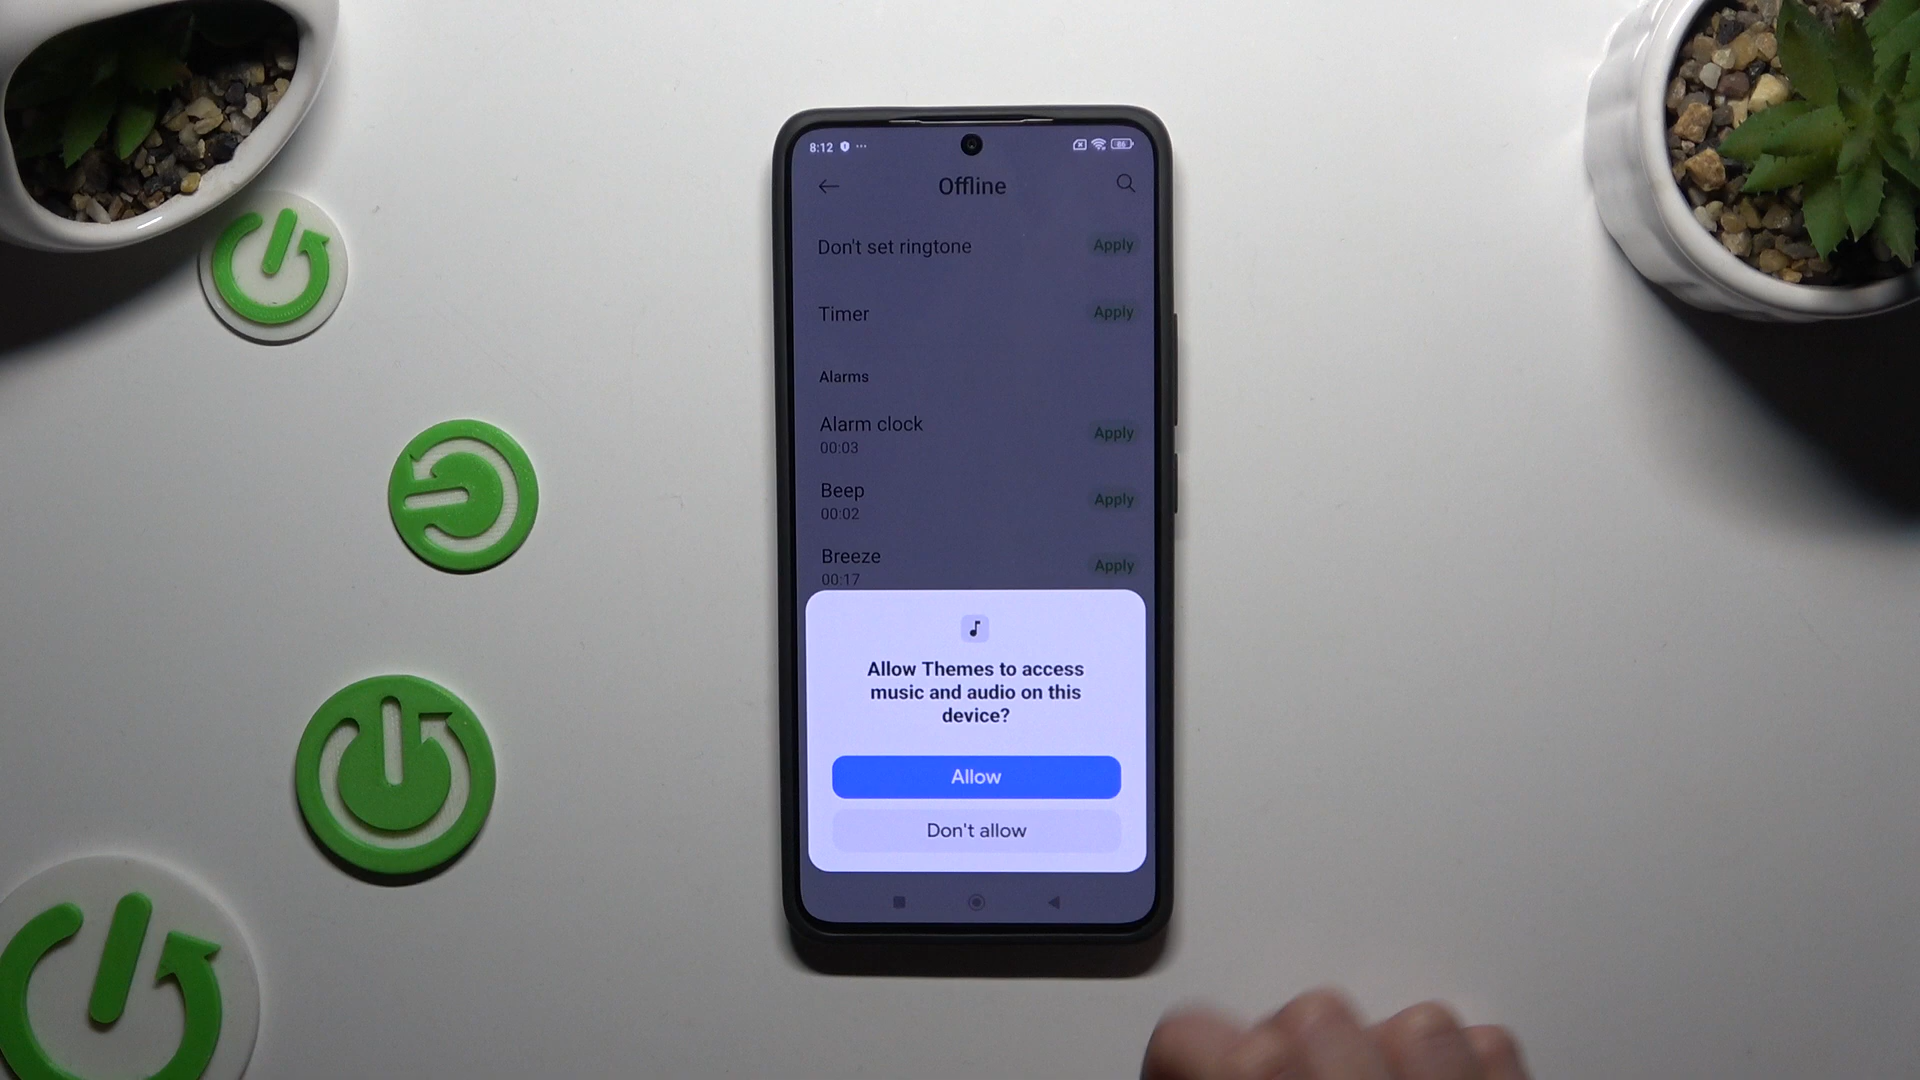 8:12
86
Offline
Don't set ringtone Apply
Timer Apply
Alarms
Alarm clock Apply
00:03
Beep Apply
00:02
Breeze Apply
00:17
Allow Themes to access
music and audio on this
device?
Allow
Don't allow